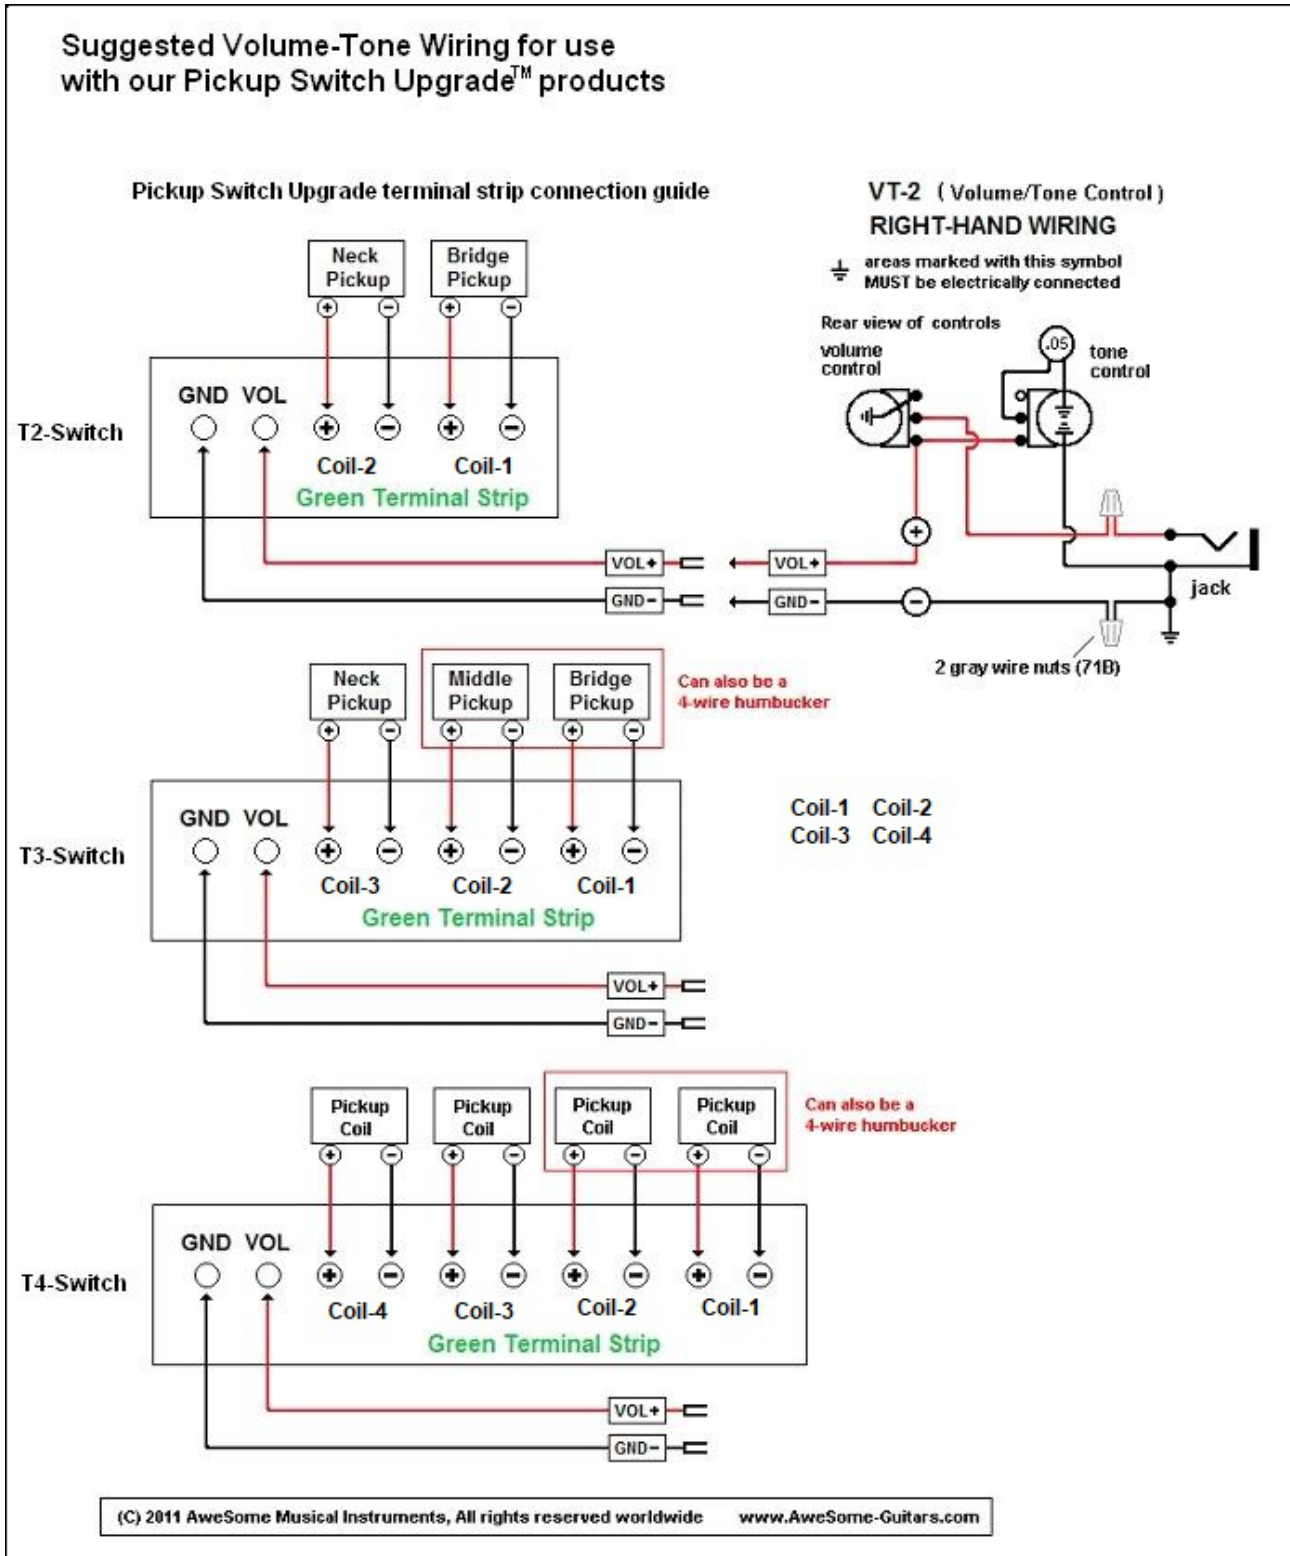 Suggested Volume-Tone Wiring for use
with our Pickup Switch Upgrade™ products
Pickup Switch Upgrade terminal strip connection guide
VT-2 ( Volume/Tone Control )
RIGHT-HAND WIRING
areas marked with this symbol
MUST be electrically connected
Rear view of controls
volume
control
.05
tone
control
Neck
Pickup
Bridge
Pickup
+ − + −
T2-Switch
GND VOL
+ − + −
Coil-2 Coil-1
Green Terminal Strip
VOL+
GND−
VOL+
GND−
+
−
jack
2 gray wire nuts (71B)
Neck
Pickup
Middle
Pickup
Bridge
Pickup
Can also be a
4-wire humbucker
+ − + − + −
T3-Switch
GND VOL
+ − + − + −
Coil-3 Coil-2 Coil-1
Green Terminal Strip
VOL+
GND−
Coil-1 Coil-2
Coil-3 Coil-4
Pickup
Coil
Pickup
Coil
Pickup
Coil
Pickup
Coil
Can also be a
4-wire humbucker
+ − + − + − + −
T4-Switch
GND VOL
+ − + − + − + −
Coil-4 Coil-3 Coil-2 Coil-1
Green Terminal Strip
VOL+
GND−
(C) 2011 AweSome Musical Instruments, All rights reserved worldwide www.AweSome-Guitars.com